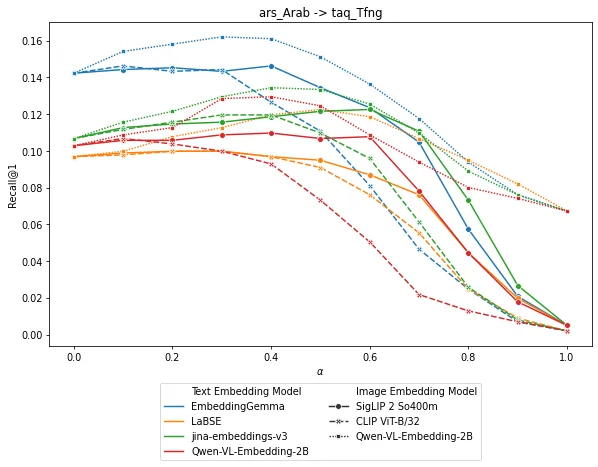 ars_Arab -> taq_Tfng
Recall@1
0.16
0.14
0.12
0.10
0.08
0.06
0.04
0.02
0.00
0.0 0.2 0.4 0.6 0.8 1.0
α
Text Embedding Model
EmbeddingGemma
LaBSE
jina-embeddings-v3
Qwen-VL-Embedding-2B
Image Embedding Model
SigLIP 2 So400m
CLIP ViT-B/32
Qwen-VL-Embedding-2B